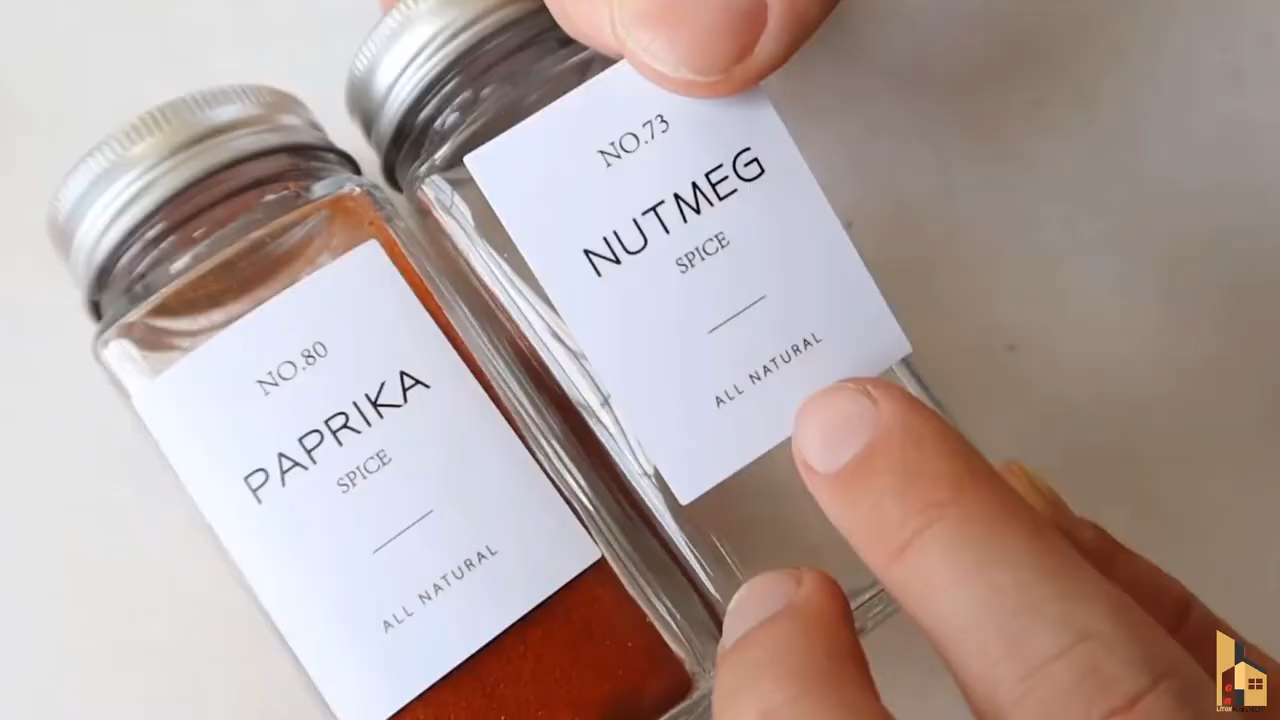 NO.80
PAPRIKA
SPICE
ALL NATURAL
NO.73
NUTMEG
SPICE
ALL NATURAL